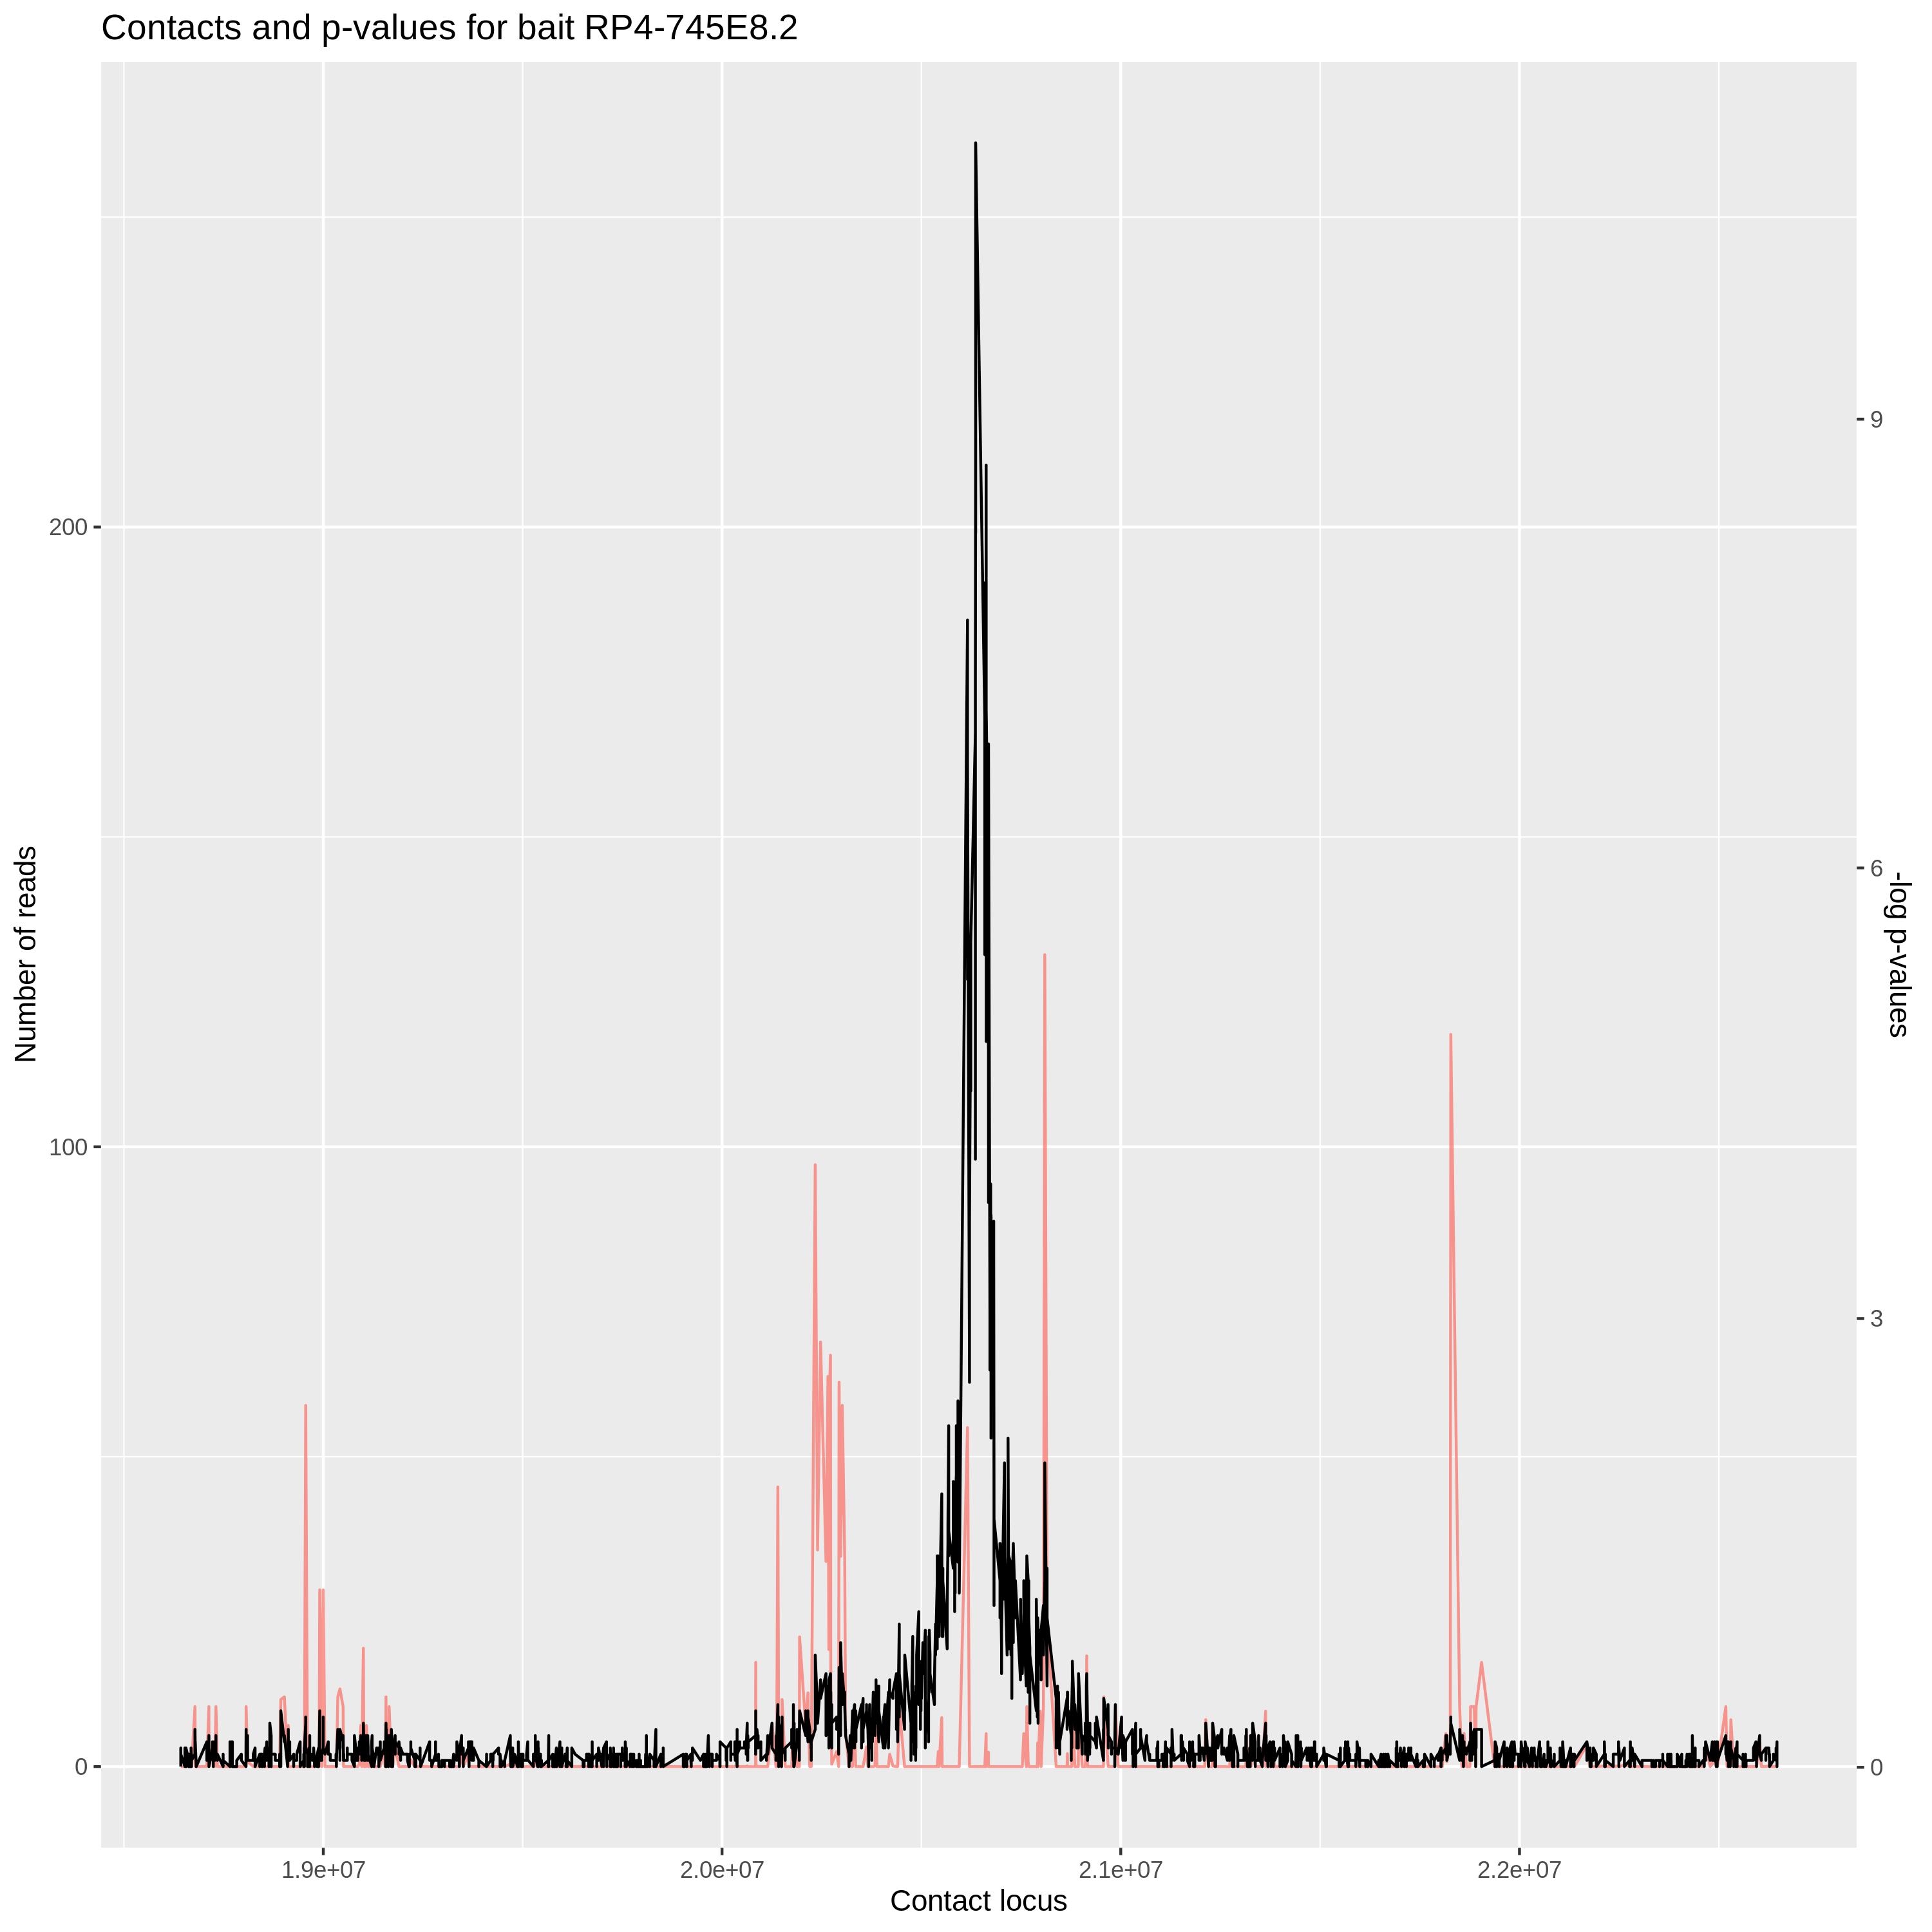 Contacts and p-values for bait RP4-745E8.2
Number of reads
200
100
0
9
6
3
0
-log p-values
1.9e+07
2.0e+07
2.1e+07
2.2e+07
Contact locus